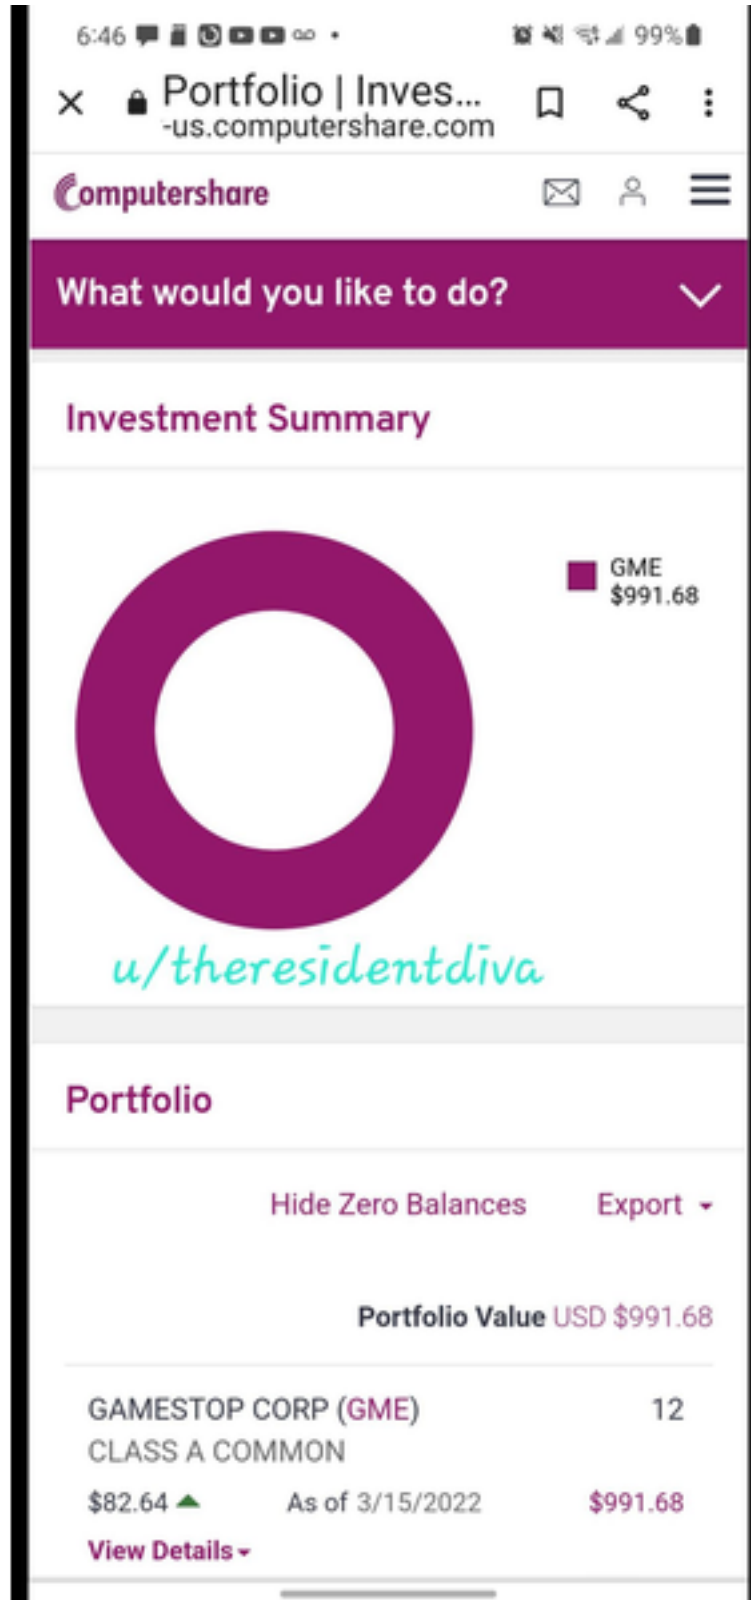 6:46
99%
Portfolio | Inves...
-us.computershare.com
Computershare
What would you like to do?
Investment Summary
GME
$991.68
u/theresidentdiva
Portfolio
Hide Zero Balances Export
Portfolio Value USD $991.68
GAMESTOP CORP (GME) 12
CLASS A COMMON
$82.64 As of 3/15/2022 $991.68
View Details